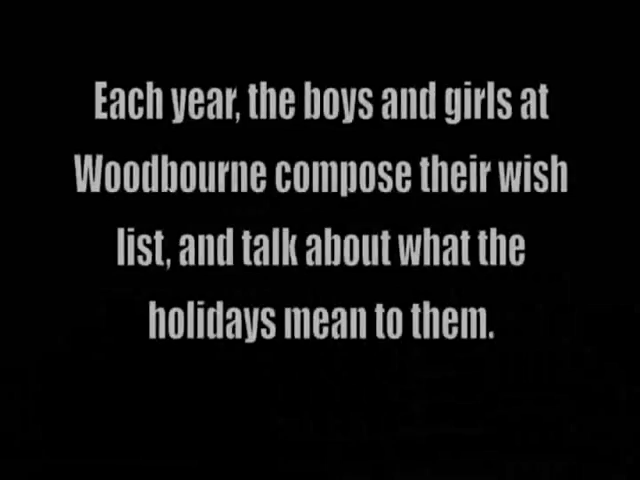 Each year, the boys and girls at
Woodbourne compose their wish
list, and talk about what the
holidays mean to them.